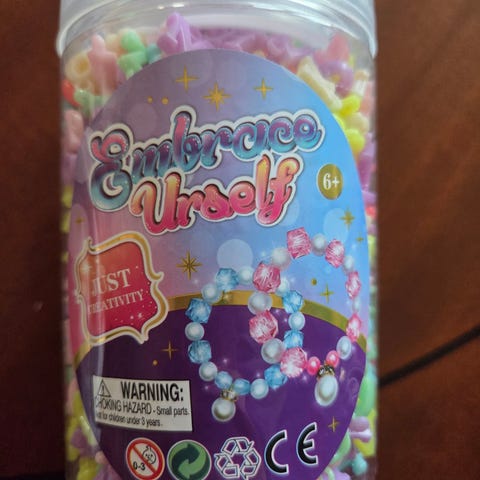 Embrace
Urself
6+
JUST
CREATIVITY
WARNING:
CHOKING HAZARD - Small parts.
Not for children under 3 years.
0-3
CE